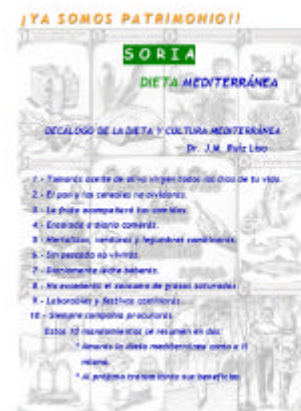 ¡YA SOMOS PATRIMONIO!!
SORIA
DIETA MEDITERRÁNEA
DECÁLOGO DE LA DIETA Y CULTURA MEDITERRÁNEA
Dr. J.M. Ruiz Liso
1.- Tomarás aceite de oliva virgen todos los días de tu vida.
2.- El pan y los cereales no olvidarás.
3.- La fruta acompañará tus comidas.
4.- Ensalada a diario comerás.
5.- Hortalizas, verduras y legumbres combinarás.
6.- Sin pescado no vivirás.
7.- Diariamente leche beberás.
8.- No excederás el consumo de grasas saturadas
9.- Laborables y festivos caminarás.
10.- Siempre compañía procurarás.
Estos 10 mandamientos se resumen en dos:
* Amarás la dieta mediterránea como a ti
mismo.
* Al prójimo transmitirás sus beneficios.